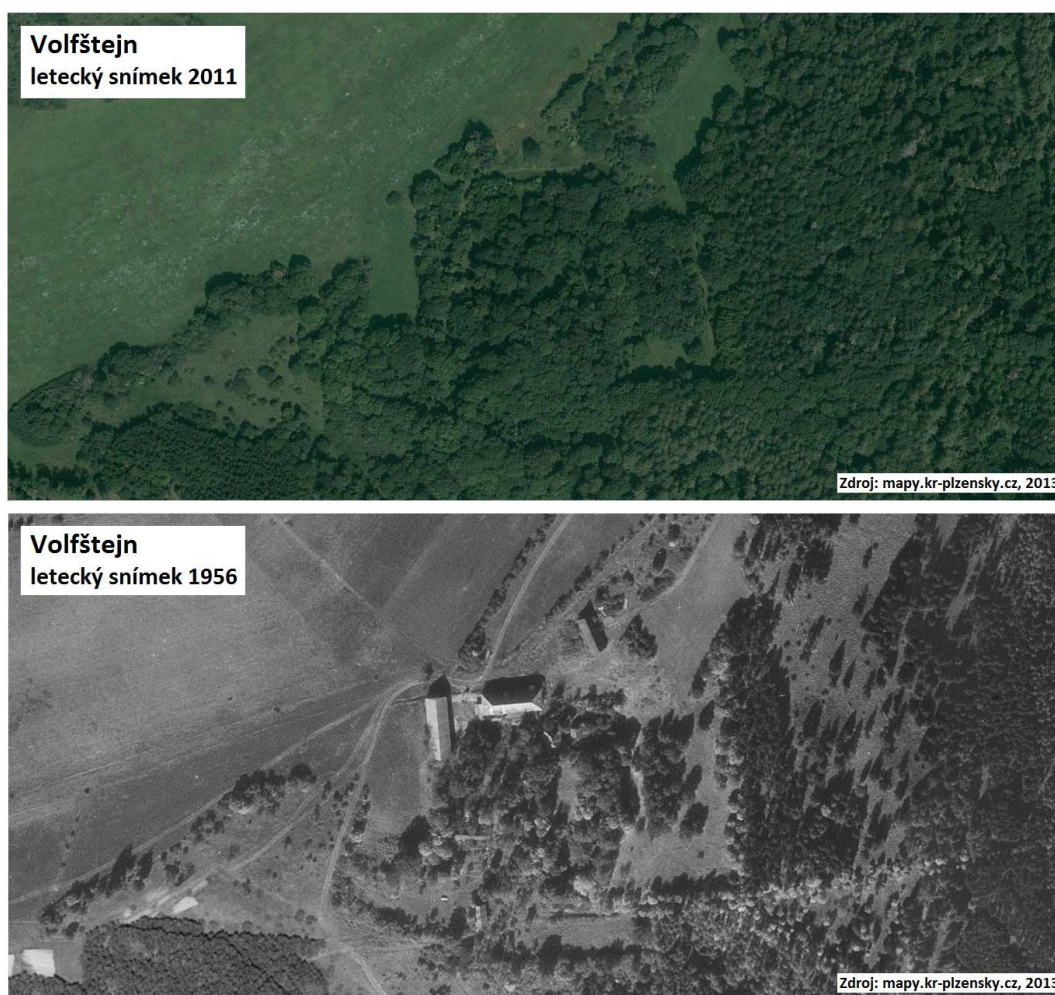 Volfštejn
letecký snímek 2011
Zdroj: mapy.kr-plzensky.cz, 2013
Volfštejn
letecký snímek 1956
Zdroj: mapy.kr-plzensky.cz, 2013